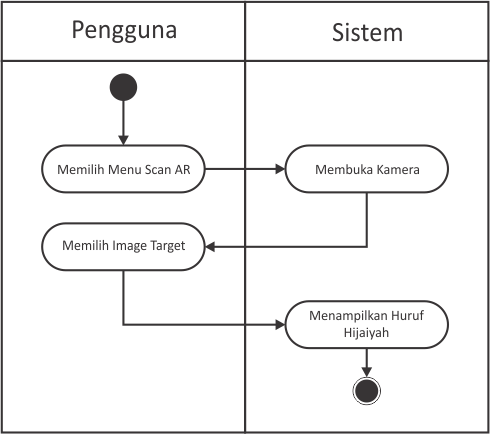 Pengguna
Sistem
Memilih Menu Scan AR
Membuka Kamera
Memilih Image Target
Menampilkan Huruf
Hijaiyah